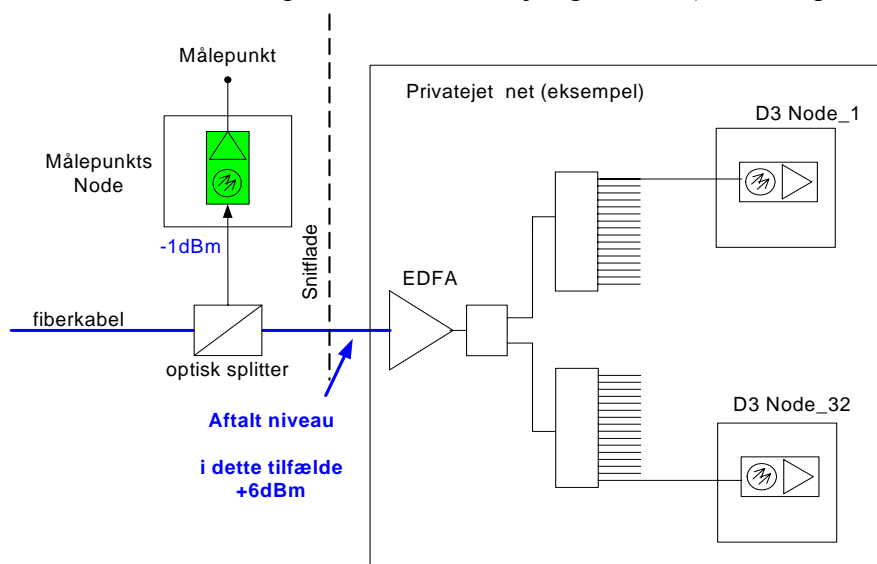 Målepunkt
Privatejet net (eksempel)
D3 Node_1
Målepunkts
Node
-1dBm
Snitflade
EDFA
fiberkabel
optisk splitter
Aftalt niveau
i dette tilfælde
+6dBm
D3 Node_32